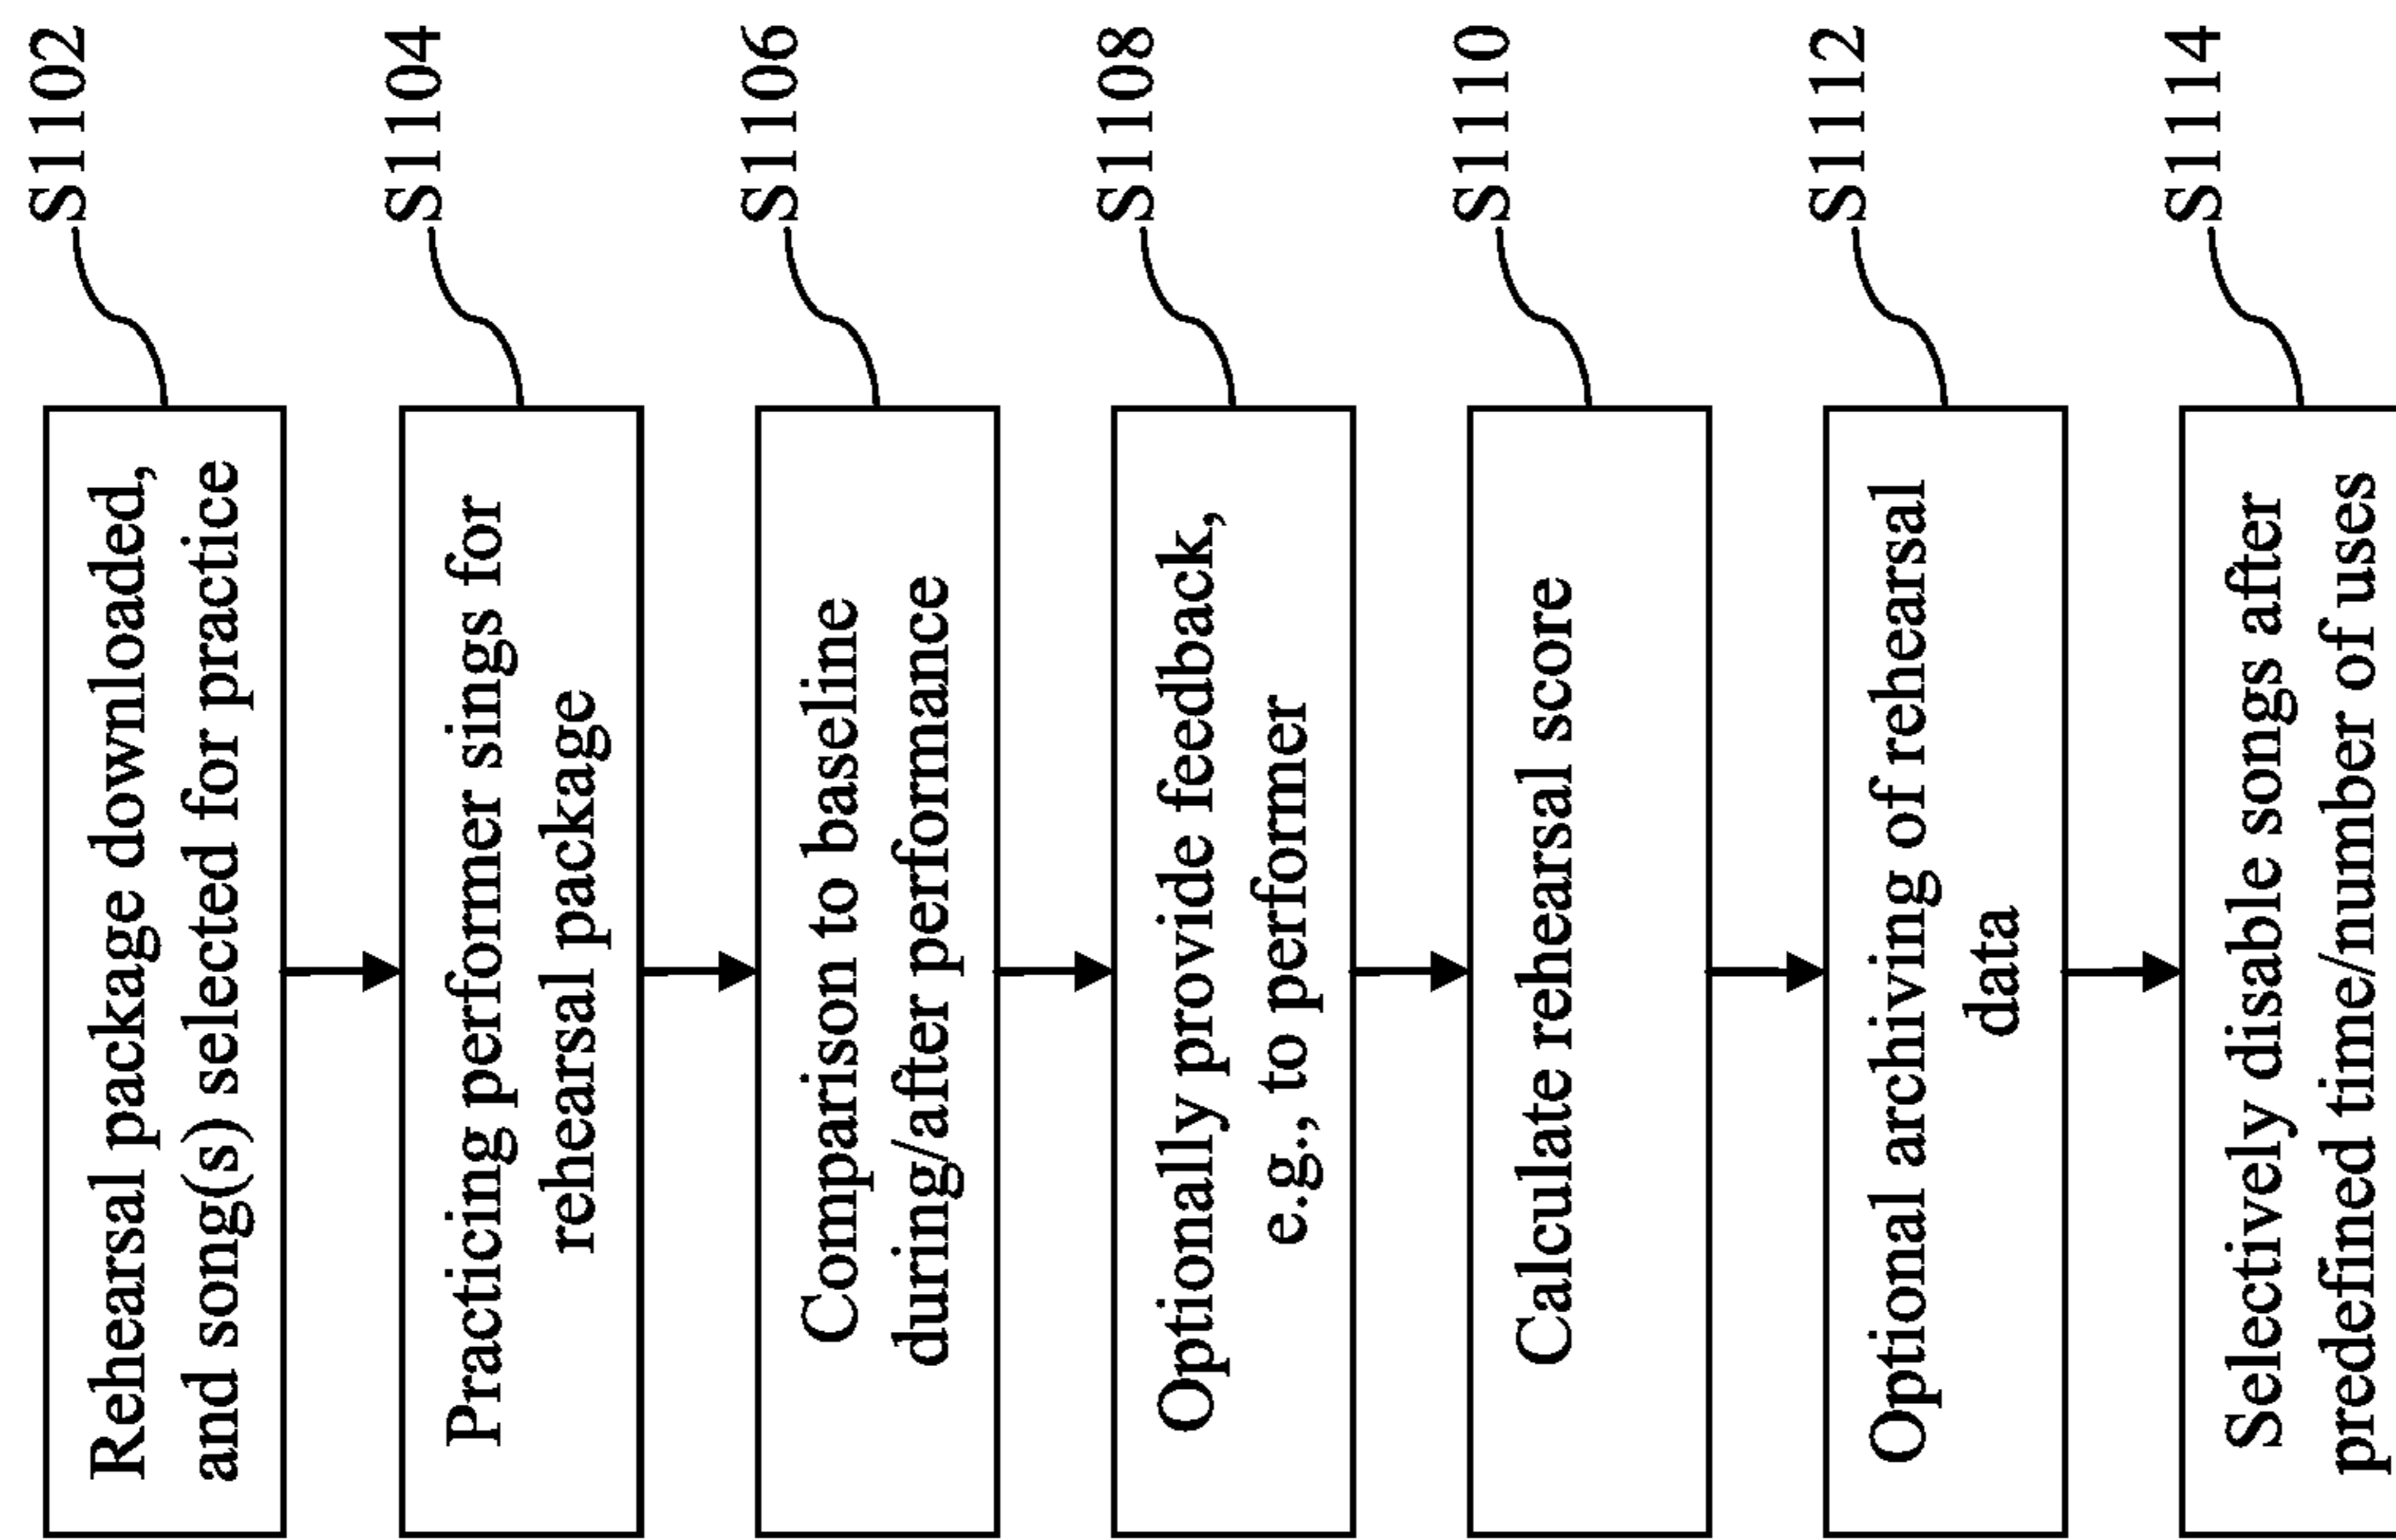 Rehearsal package downloaded,
and song(s) selected for practice
S1102
Practicing performer sings for
rehearsal package
S1104
Comparison to baseline
during/after performance
S1106
Optionally provide feedback,
e.g., to performer
S1108
Calculate rehearsal score
S1110
Optional archiving of rehearsal
data
S1112
Selectively disable songs after
predefined time/number of uses
S1114